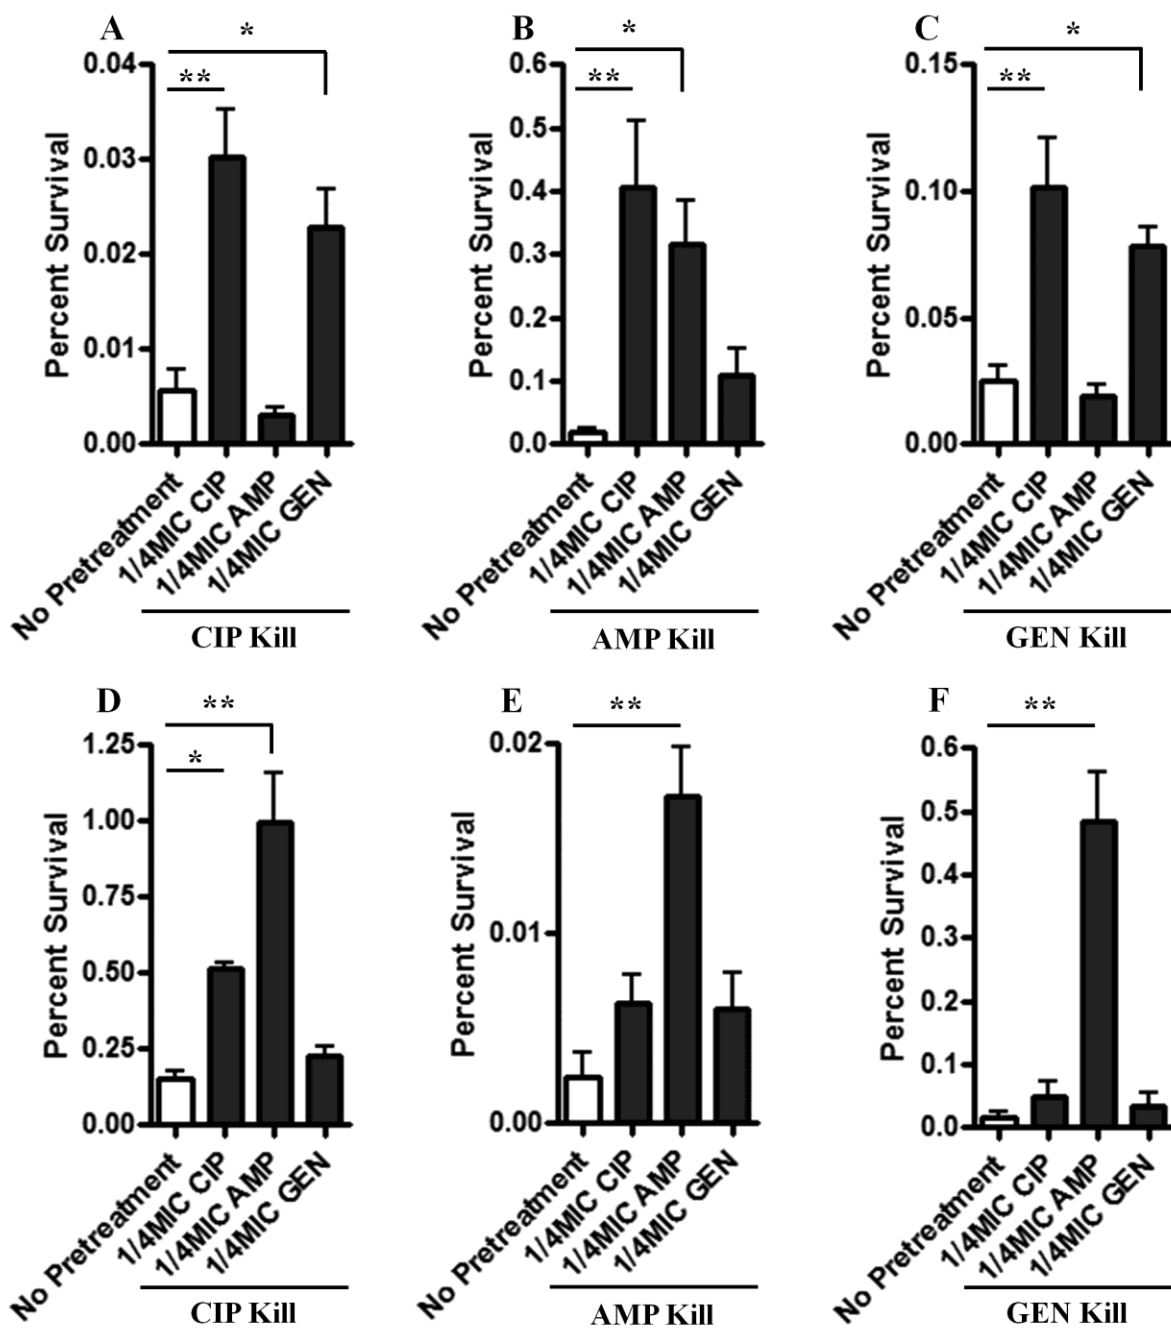 A
*
**
0.04
0.03
0.02
0.01
0.00
Percent Survival
No Pretreatment
1/4MIC CIP
1/4MIC AMP
1/4MIC GEN
CIP Kill
B
*
**
0.6
0.5
0.4
0.3
0.2
0.1
0.0
Percent Survival
No Pretreatment
1/4MIC CIP
1/4MIC AMP
1/4MIC GEN
AMP Kill
C
*
**
0.15
0.10
0.05
0.00
Percent Survival
No Pretreatment
1/4MIC CIP
1/4MIC AMP
1/4MIC GEN
GEN Kill
D
**
*
1.25
1.00
0.75
0.50
0.25
0.00
Percent Survival
No Pretreatment
1/4MIC CIP
1/4MIC AMP
1/4MIC GEN
CIP Kill
E
**
0.02
0.01
0.00
Percent Survival
No Pretreatment
1/4MIC CIP
1/4MIC AMP
1/4MIC GEN
AMP Kill
F
**
0.6
0.5
0.4
0.3
0.2
0.1
0.0
Percent Survival
No Pretreatment
1/4MIC CIP
1/4MIC AMP
1/4MIC GEN
GEN Kill